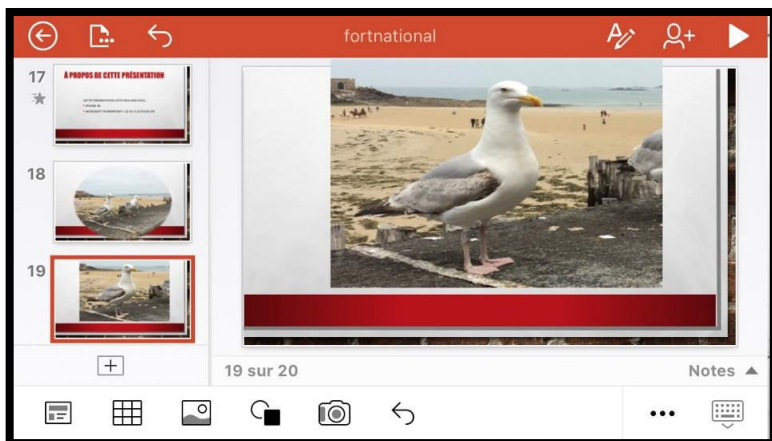 fortnational
17
À PROPOS DE CETTE PRÉSENTATION
18
19
19 sur 20
Notes